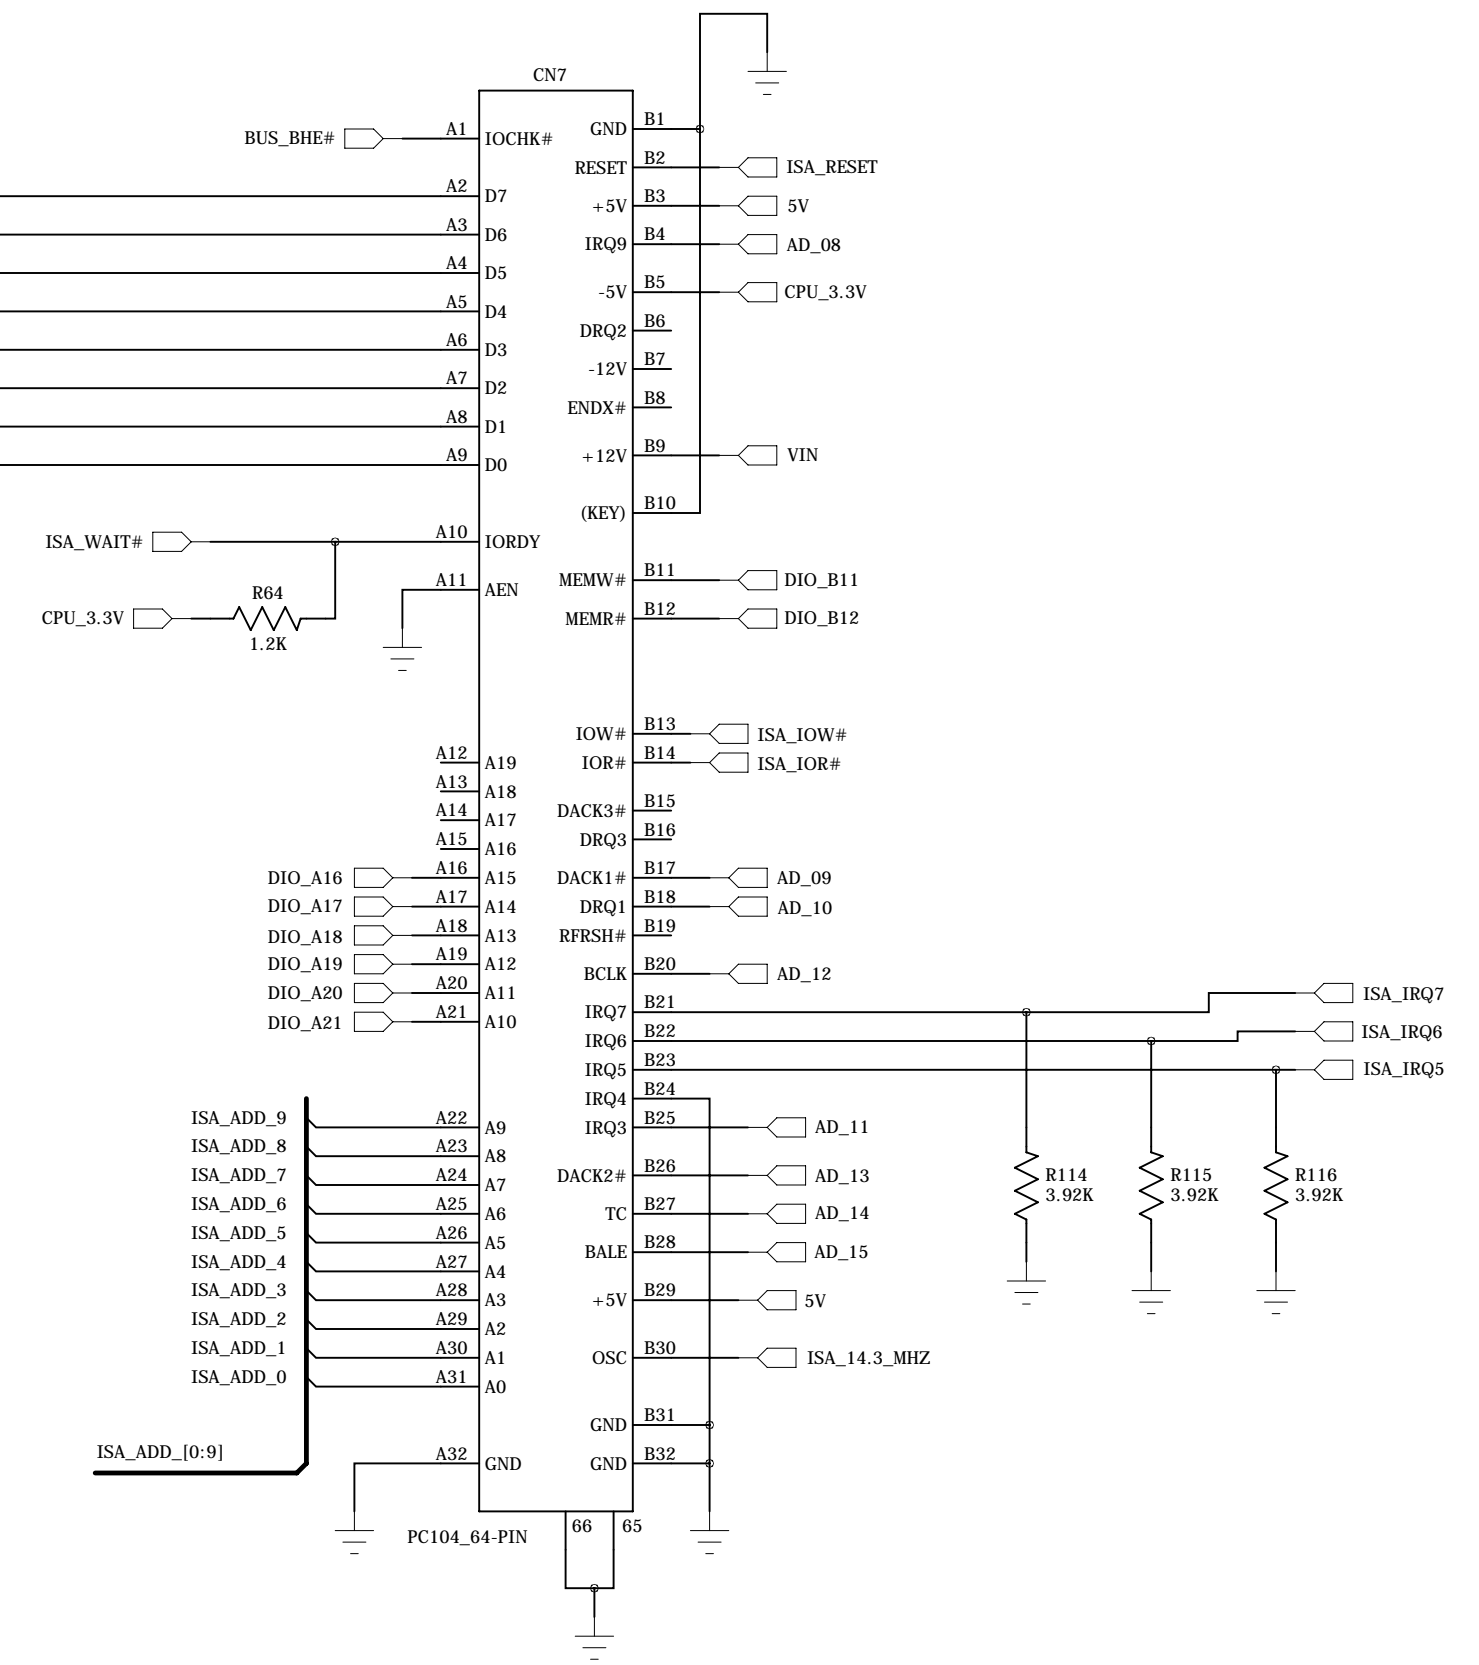 CN7
BUS_BHE# A1 IOCHK# GND B1
RESET B2 ISA_RESET
A2 D7 +5V B3 5V
A3 D6 IRQ9 B4 AD_08
A4 D5 -5V B5 CPU_3.3V
A5 D4 DRQ2 B6
A6 D3 -12V B7
A7 D2 ENDX# B8
A8 D1
A9 D0 +12V B9 VIN
(KEY) B10
ISA_WAIT# A10 IORDY
A11 AEN MEMW# B11 DIO_B11
R64
CPU_3.3V MEMR# B12 DIO_B12
1.2K
IOW# B13 ISA_IOW#
A12 A19 IOR# B14 ISA_IOR#
A13 A18
A14 A17 DACK3# B15
A15 A16 DRQ3 B16
DIO_A16 A16 A15 DACK1# B17 AD_09
DIO_A17 A17 A14 DRQ1 B18 AD_10
DIO_A18 A18 A13 RFRSH# B19
DIO_A19 A19 A12 BCLK B20 AD_12
DIO_A20 A20 A11
DIO_A21 A21 A10 IRQ7 B21 ISA_IRQ7
IRQ6 B22 ISA_IRQ6
IRQ5 B23 ISA_IRQ5
IRQ4 B24
ISA_ADD_9 A22 A9 IRQ3 B25 AD_11
ISA_ADD_8 A23 A8
ISA_ADD_7 A24 A7 DACK2# B26 AD_13
R114 R115 R116
3.92K 3.92K 3.92K
ISA_ADD_6 A25 A6 TC B27 AD_14
ISA_ADD_5 A26 A5 BALE B28 AD_15
ISA_ADD_4 A27 A4
ISA_ADD_3 A28 A3 +5V B29 5V
ISA_ADD_2 A29 A2
ISA_ADD_1 A30 A1 OSC B30 ISA_14.3_MHZ
ISA_ADD_0 A31 A0
GND B31
ISA_ADD_[0:9] A32 GND GND B32
PC104_64-PIN 66 65